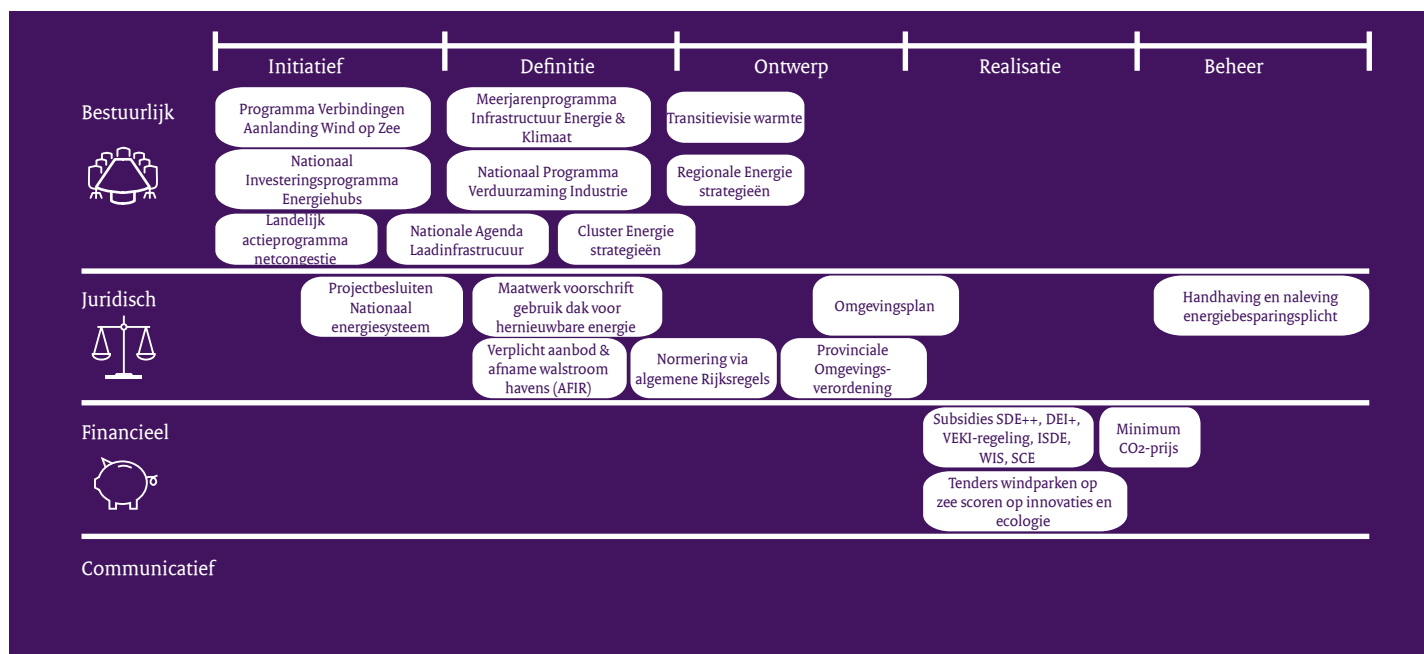 Initiatief
Definitie
Ontwerp
Realisatie
Beheer
Bestuurlijk
Programma Verbindingen
Aanlanding Wind op Zee
Meerjarenprogramma
Infrastructuur Energie &
Klimaat
Transitievisie warmte
Nationaal
Investeringsprogramma
Energiehubs
Nationaal Programma
Verduurzaming Industrie
Regionale Energie
strategieën
Landelijk
actieprogramma
netcongestie
Nationale Agenda
Laadinfrastrucuur
Cluster Energie
strategieën
Juridisch
Projectbesluiten
Nationaal
energiesysteem
Maatwerk voorschrift
gebruik dak voor
hernieuwbare energie
Omgevingsplan
Handhaving en naleving
energiebesparingsplicht
Verplicht aanbod &
afname walstroom
havens (AFIR)
Normering via
algemene Rijksregels
Provinciale
Omgevings-
verordening
Financieel
Subsidies SDE++, DEI+,
VEKI-regeling, ISDE,
WIS, SCE
Minimum
CO2-prijs
Tenders windparken op
zee scoren op innovaties en
ecologie
Communicatief